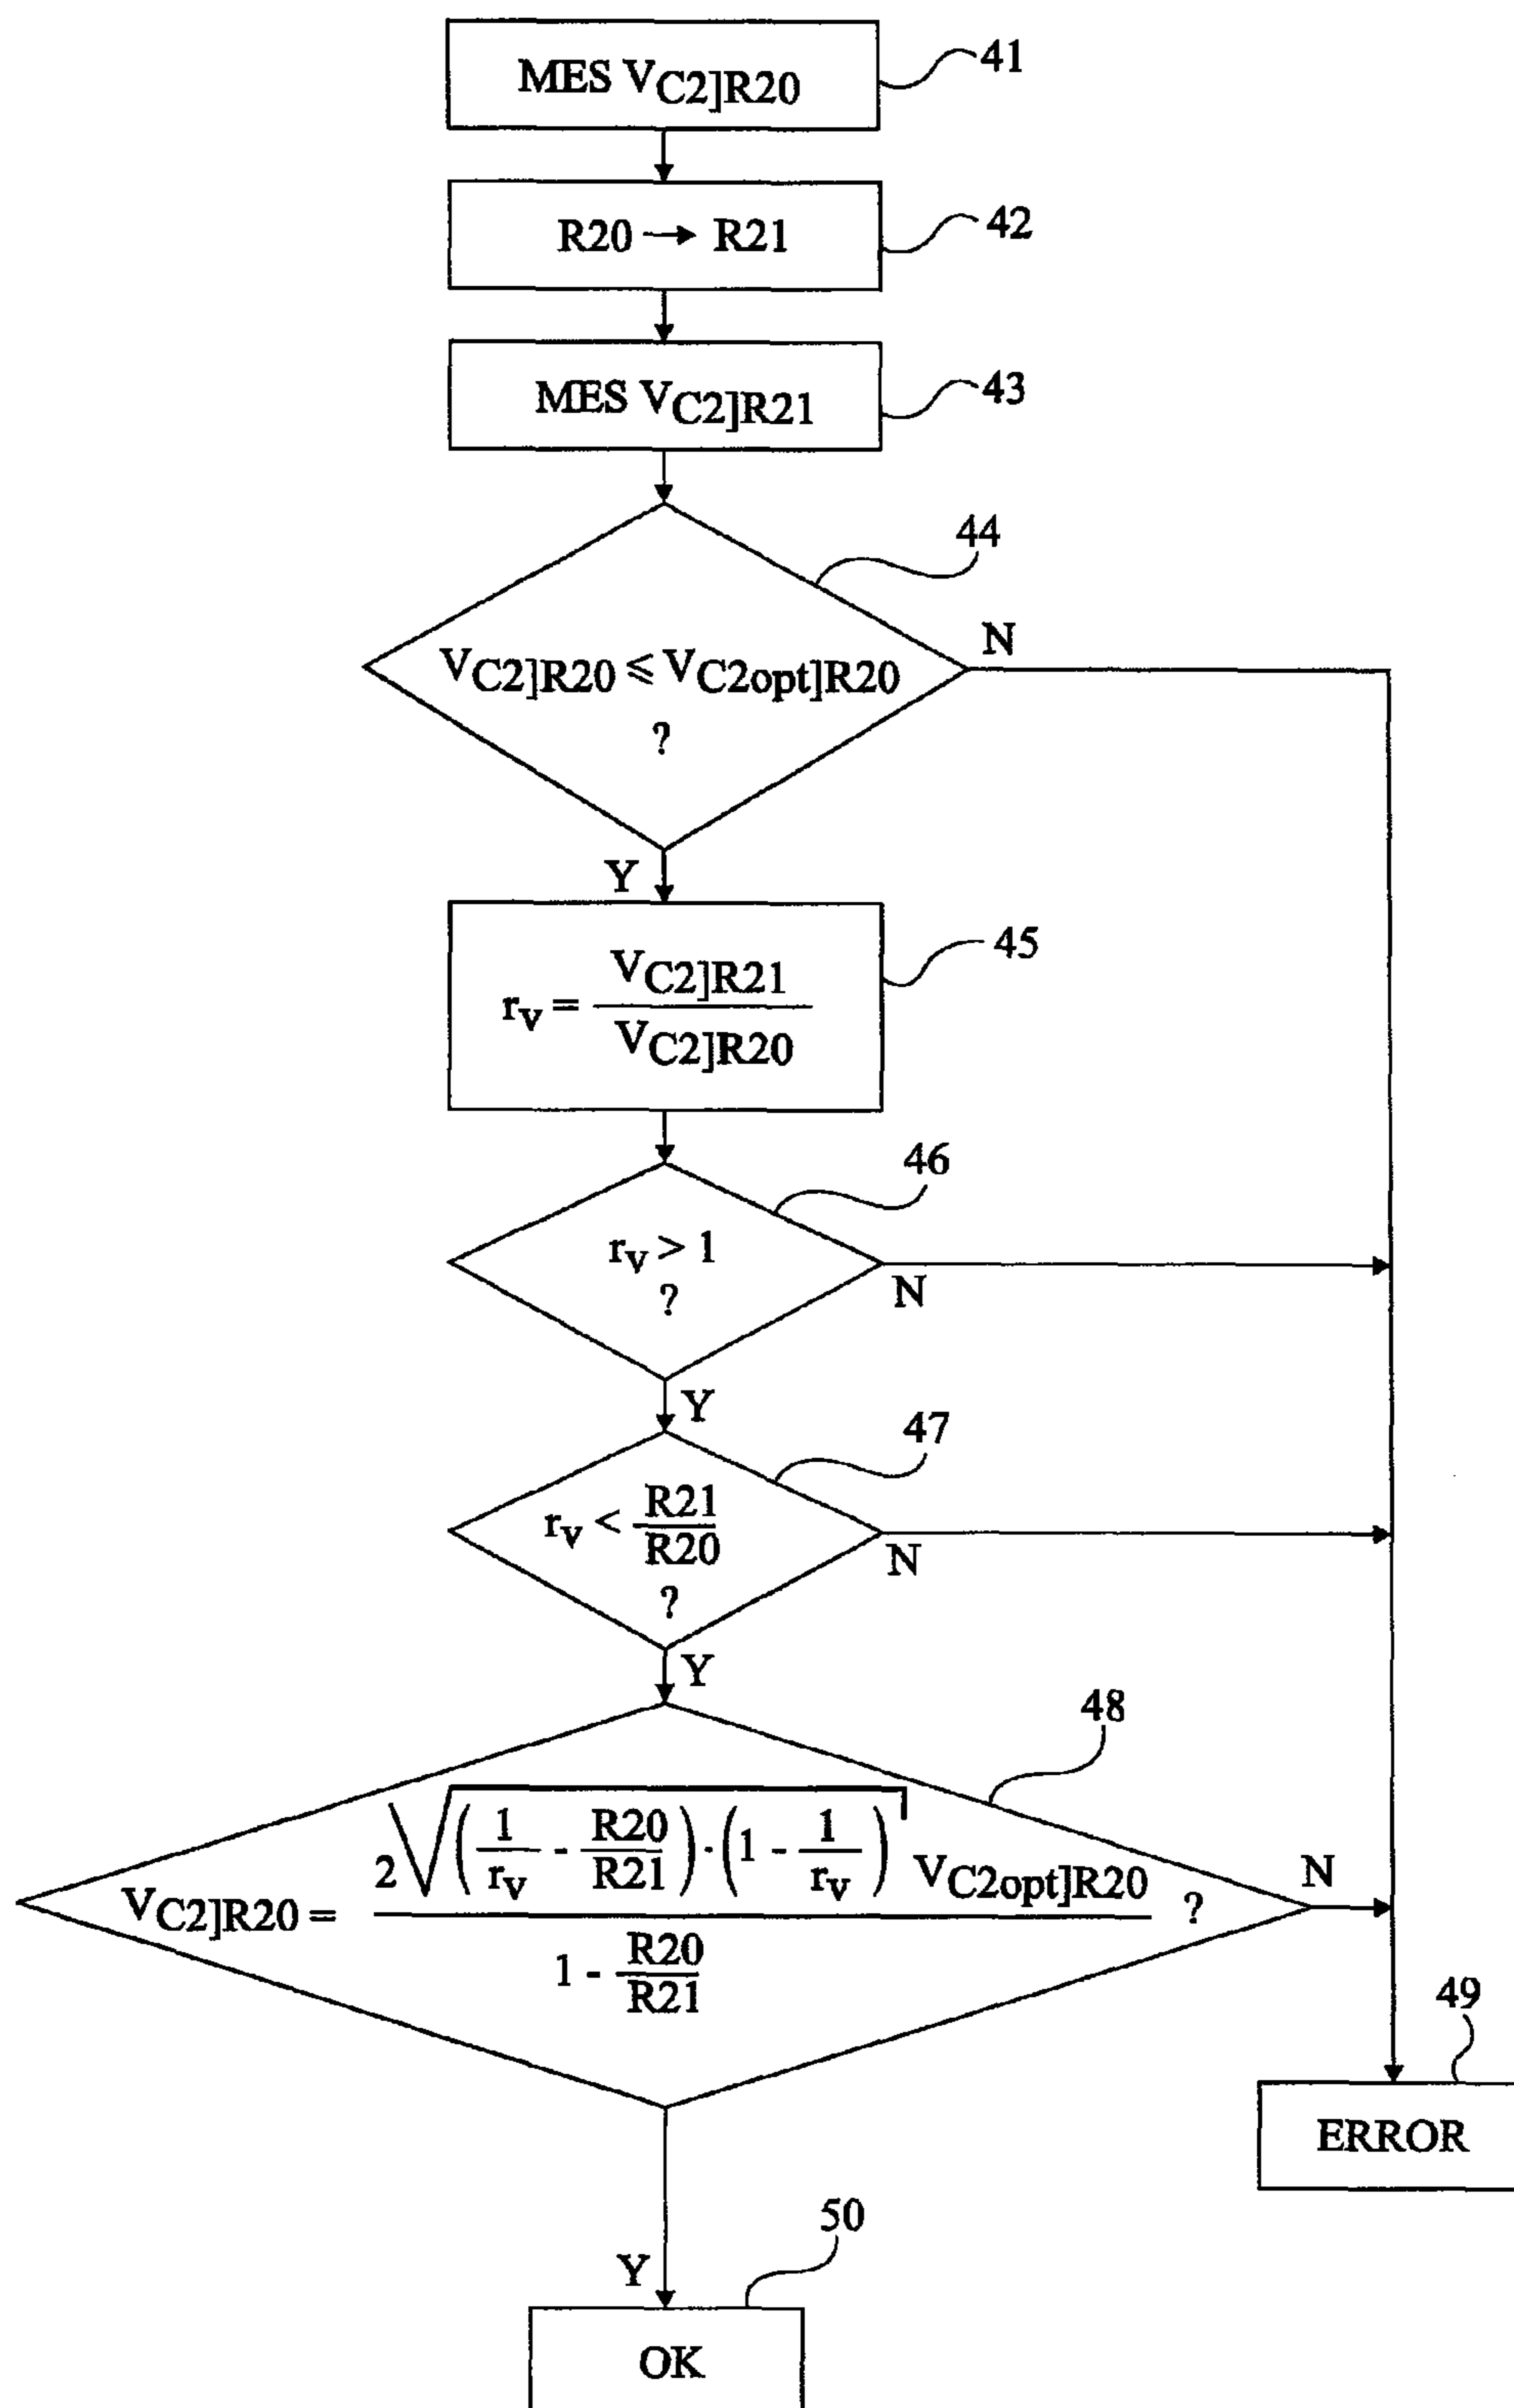 MES VC2]R20
41
R20 → R21
42
MES VC2]R21
43
44
VC2]R20 ⩽ VC2opt]R20
?
N
Y
rv = VC2]R21 / VC2]R20
45
46
rv > 1
?
N
Y
47
rv < R21 / R20
?
N
Y
48
VC2]R20 = 2√((1/rv - R20/R21)·(1 - 1/rv)) VC2opt]R20 / (1 - R20/R21) ?
N
49
ERROR
50
Y
OK